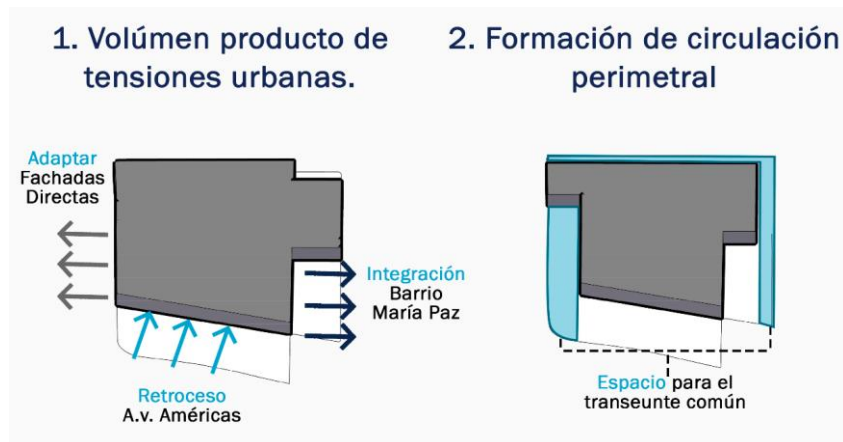 1. Volúmen producto de
tensiones urbanas.
2. Formación de circulación
perimetral
Adaptar
Fachadas
Directas
Integración
Barrio
María Paz
Retroceso
A.v. Américas
Espacio para el
transeunte común